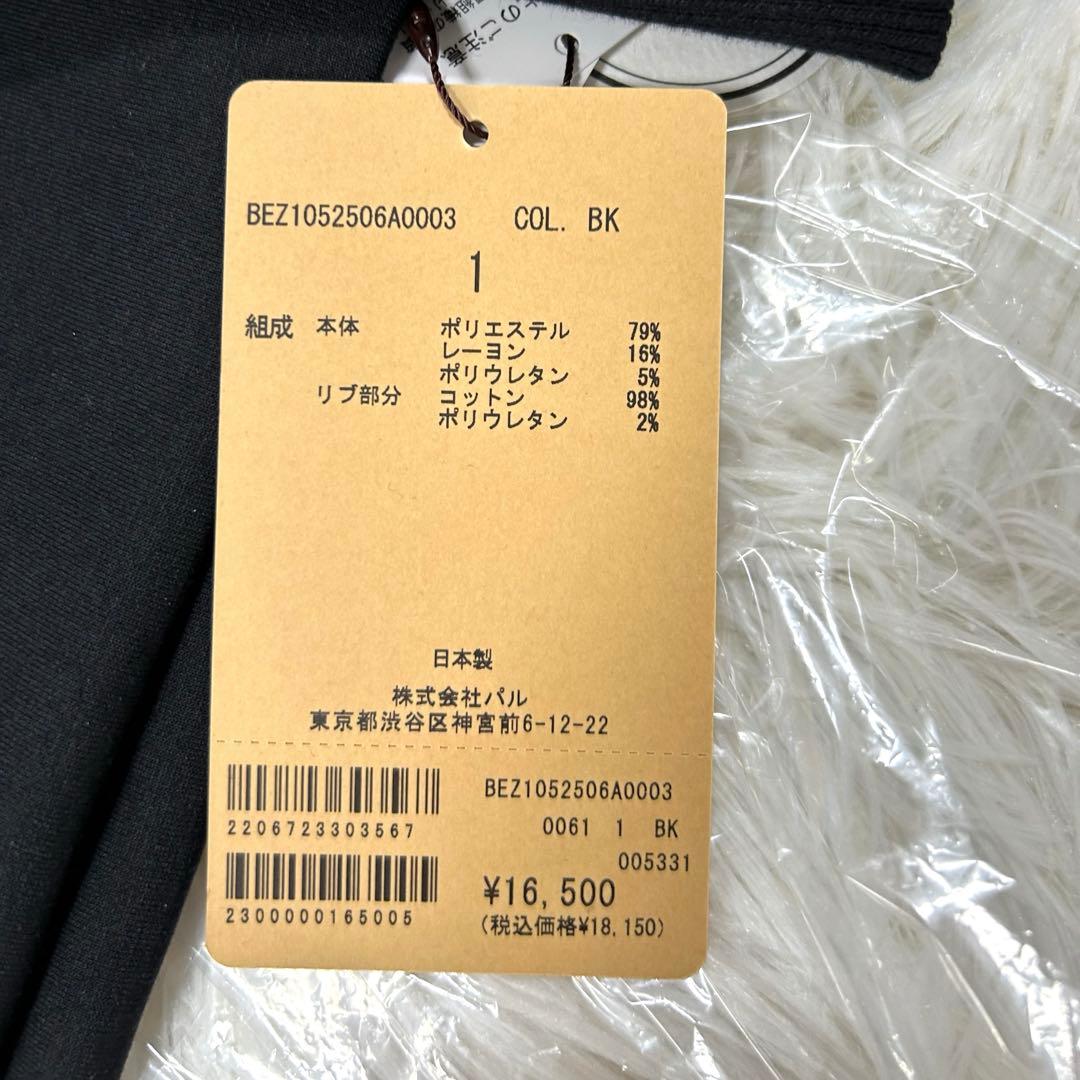 のご注意
BEZ1052506A0003 COL. BK
1
組成 本体 ポリエステル 79%
レーヨン 16%
ポリウレタン 5%
リブ部分 コットン 98%
ポリウレタン 2%
日本製
株式会社パル
東京都渋谷区神宮前6-12-22
BEZ1052506A0003
2206723303567
0061 1 BK
005331
¥16,500
2300000165005
(税込価格¥18,150)